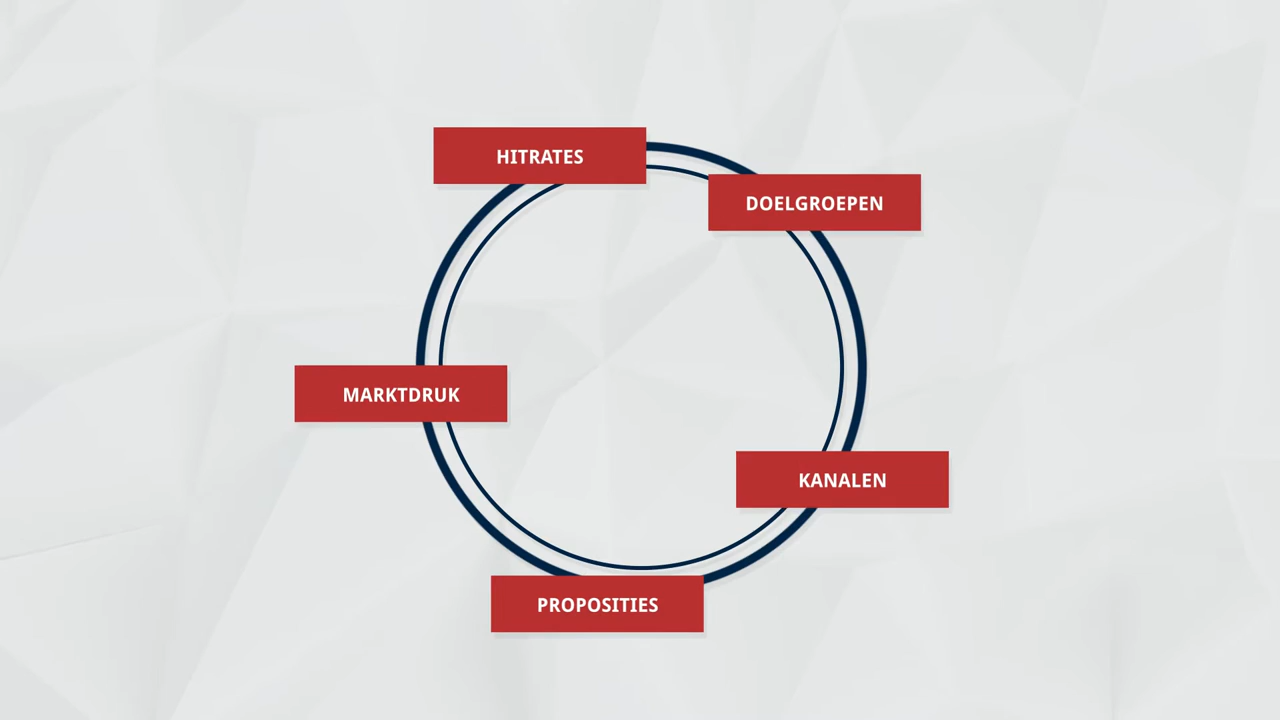 HITRATES
DOELGROEPEN
MARKTDRUK
KANALEN
PROPOSITIES